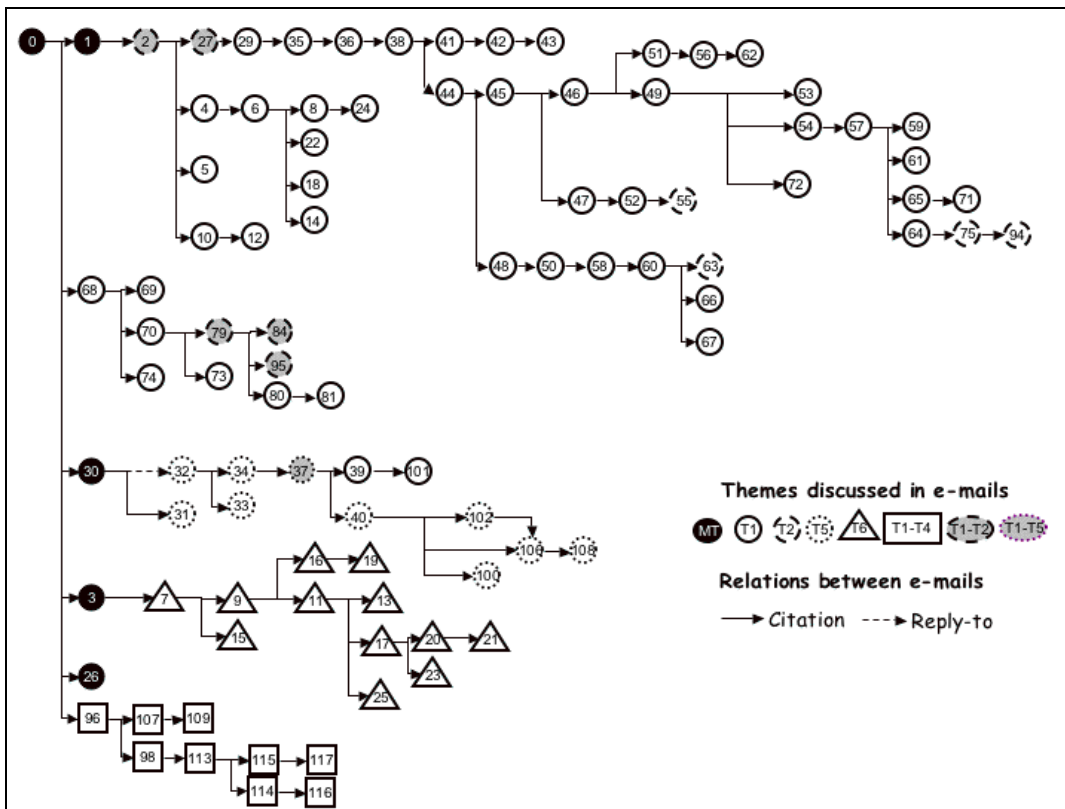 0 1 2 27 29 35 36 38 41 42 43
51 56 62
44 45 46 49 53
4 6 8 24
54 57 59
22
61
5
72
18
47 52 55
65 71
14
10 12
64 75 94
48 50 58 60 63
68 69
66
70 79 84
67
95
74 73
80 81
30 32 34 37 39 101
33
31
40 102
106 108
100
Themes discussed in e-mails
MT T1 T2 T5 T6 T1-T4 T1-T2 T1-T5
16 19
Relations between e-mails
3 7 9 11 13
Citation Reply-to
15
17 20 21
23
26
25
96 107 109
98 113 115 117
114 116